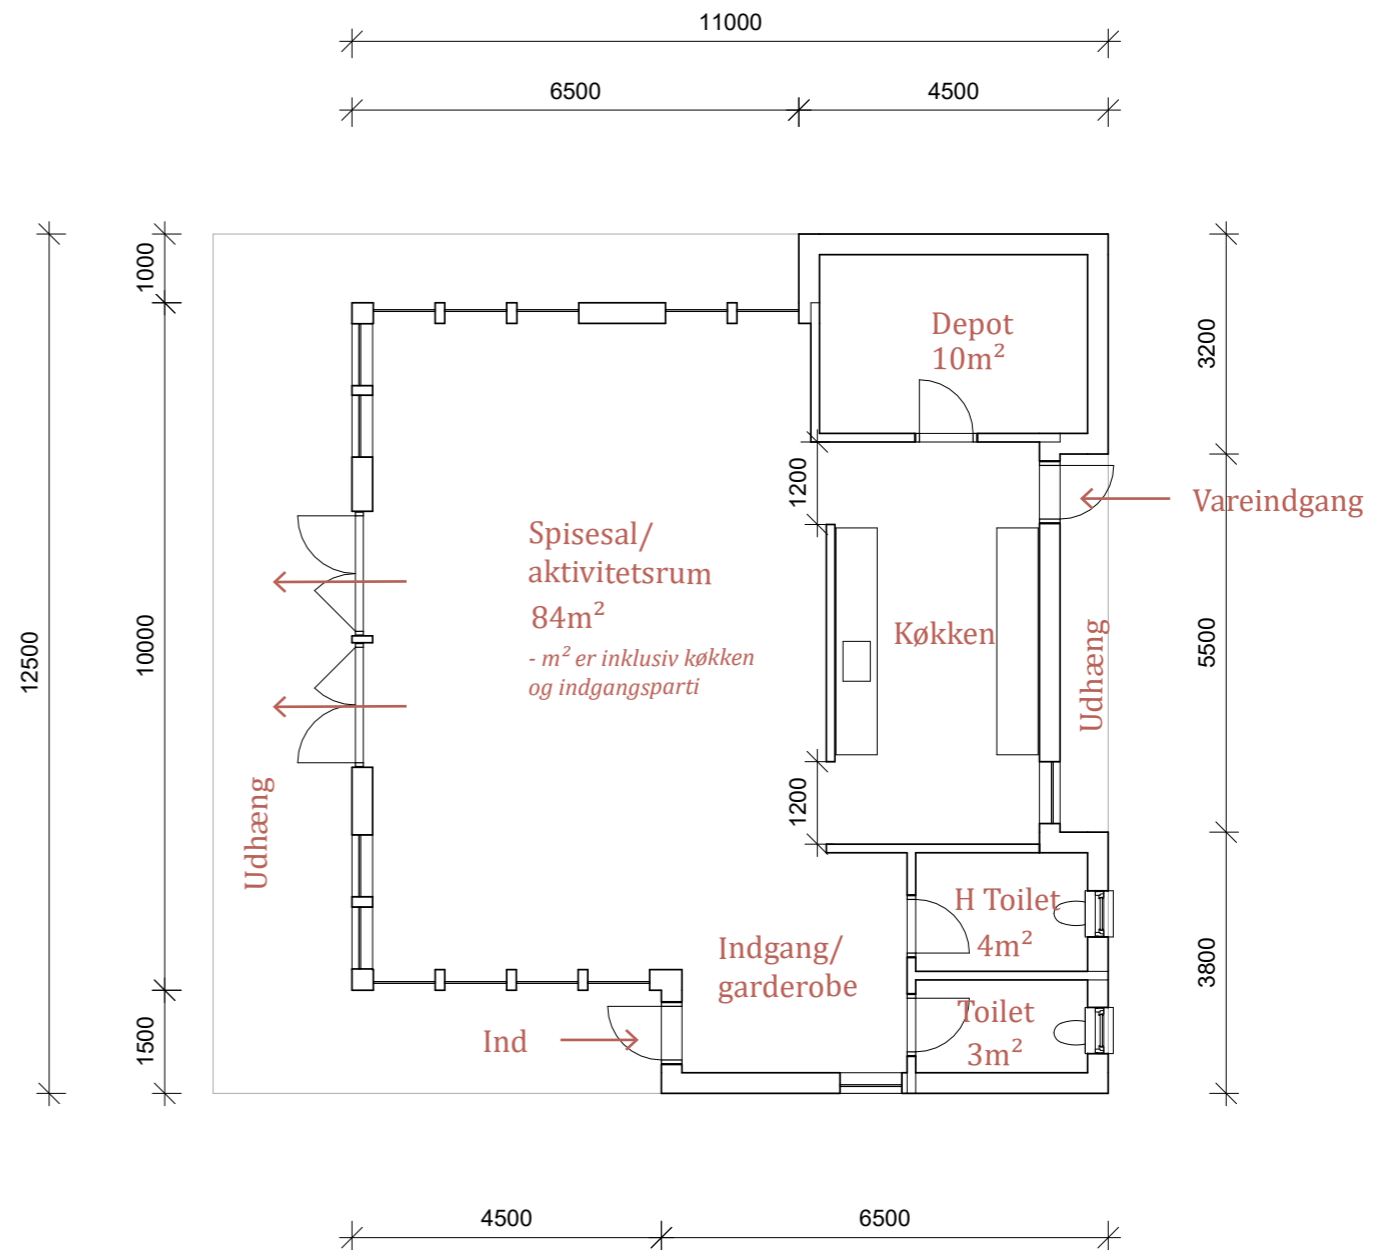 11000
6500
4500
1000
3200
Depot
10m²
1200
Vareindgang
Spisesal/
aktivitetsrum
84m²
- m² er inklusiv køkken
og indgangsparti
Køkken
12500
10000
5500
Udhæng
Udhæng
1200
H Toilet
4m²
Indgang/
garderobe
3800
Toilet
3m²
Ind
1500
4500
6500